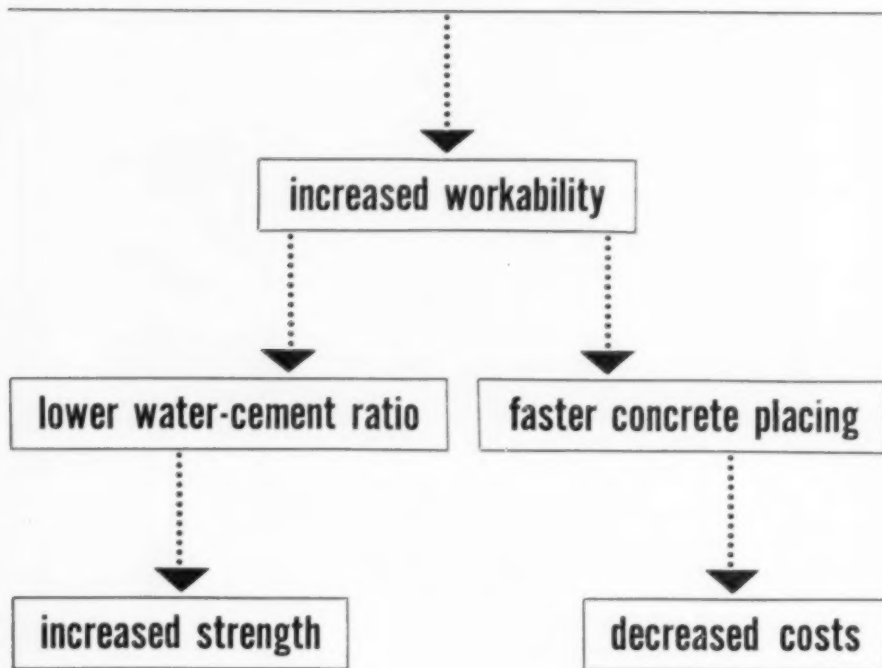 increased workability
lower water-cement ratio
faster concrete placing
increased strength
decreased costs